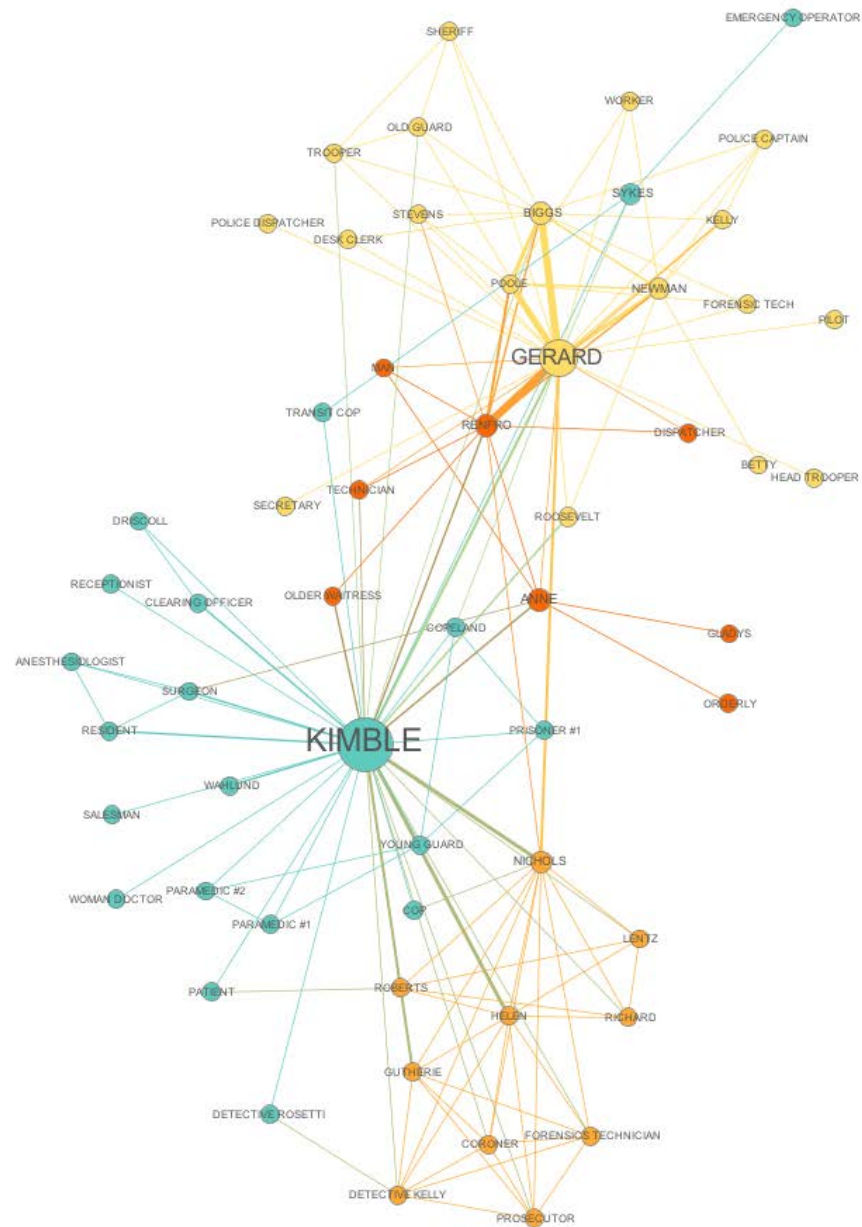 EMERGENCY OPERATOR
SHERIFF
WORKER
OLD GUARD
POLICE CAPTAIN
TROOPER
SYKES
STEVENS
BIGGS
KELLY
POLICE DISPATCHER
DESK CLERK
POOLE
NEWMAN
FORENSIC TECH
PILOT
GERARD
MAN
TRANSIT COP
RENFRO
DISPATCHER
BETTY
HEAD TROOPER
TECHNICIAN
SECRETARY
ROOSEVELT
DRISCOLL
RECEPTIONIST
OLDER WAITRESS
ANNE
CLEARING OFFICER
COPELAND
GLADYS
ANESTHESIOLOGIST
SURGEON
ORDERLY
RESIDENT
PRISONER #1
KIMBLE
WAHLUND
SALESMAN
YOUNG GUARD
NICHOLS
PARAMEDIC #2
WOMAN DOCTOR
COP
PARAMEDIC #1
LENTZ
ROBERTS
PATIENT
HELEN
RICHARD
GUTHERIE
DETECTIVE ROSETTI
FORENSICS TECHNICIAN
CORONER
DETECTIVE KELLY
PROSECUTOR